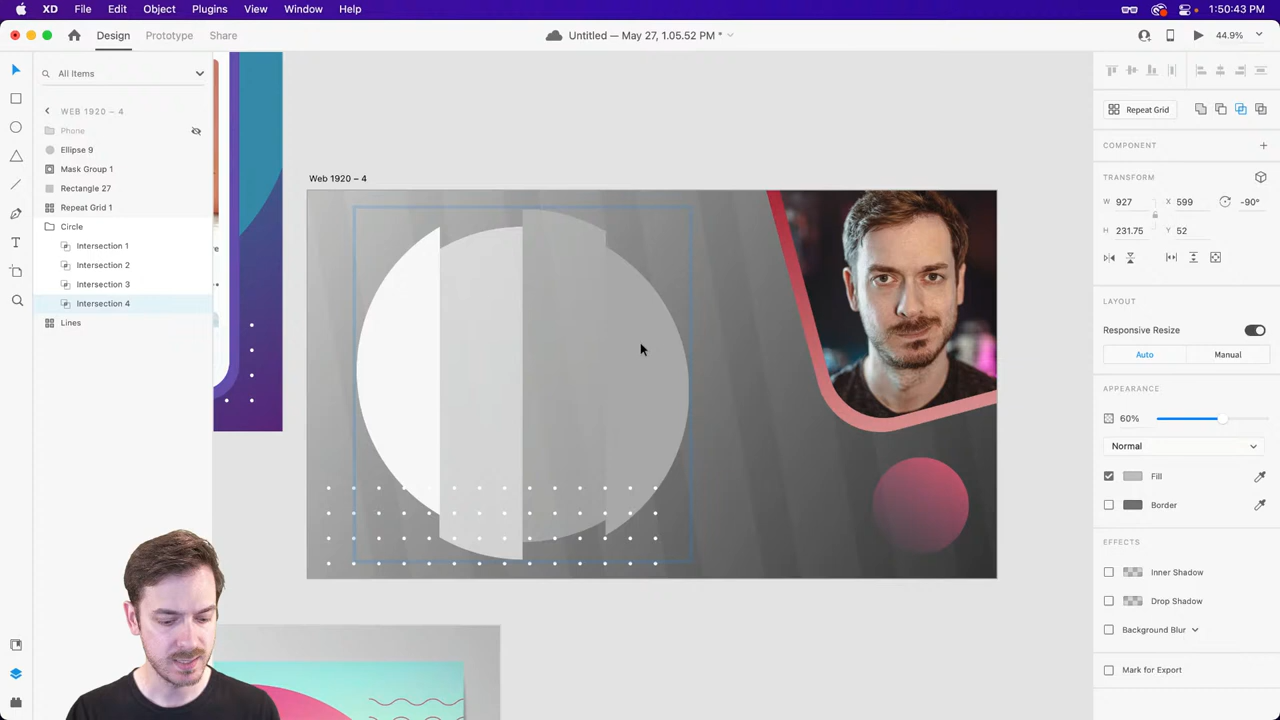 XD File Edit Object Plugins View Window Help 1:50:43 PM
Design Prototype Share Untitled — May 27, 1.05.52 PM * 44.9%
All Items
WEB 1920 – 4
Phone
Ellipse 9
Mask Group 1
Rectangle 27
Repeat Grid 1
Circle
Intersection 1
Intersection 2
Intersection 3
Intersection 4
Lines
Web 1920 – 4
Repeat Grid
COMPONENT
TRANSFORM
W 927 X 599 -90°
H 231.75 Y 52
LAYOUT
Responsive Resize
Auto Manual
APPEARANCE
60%
Normal
Fill
Border
EFFECTS
Inner Shadow
Drop Shadow
Background Blur
Mark for Export